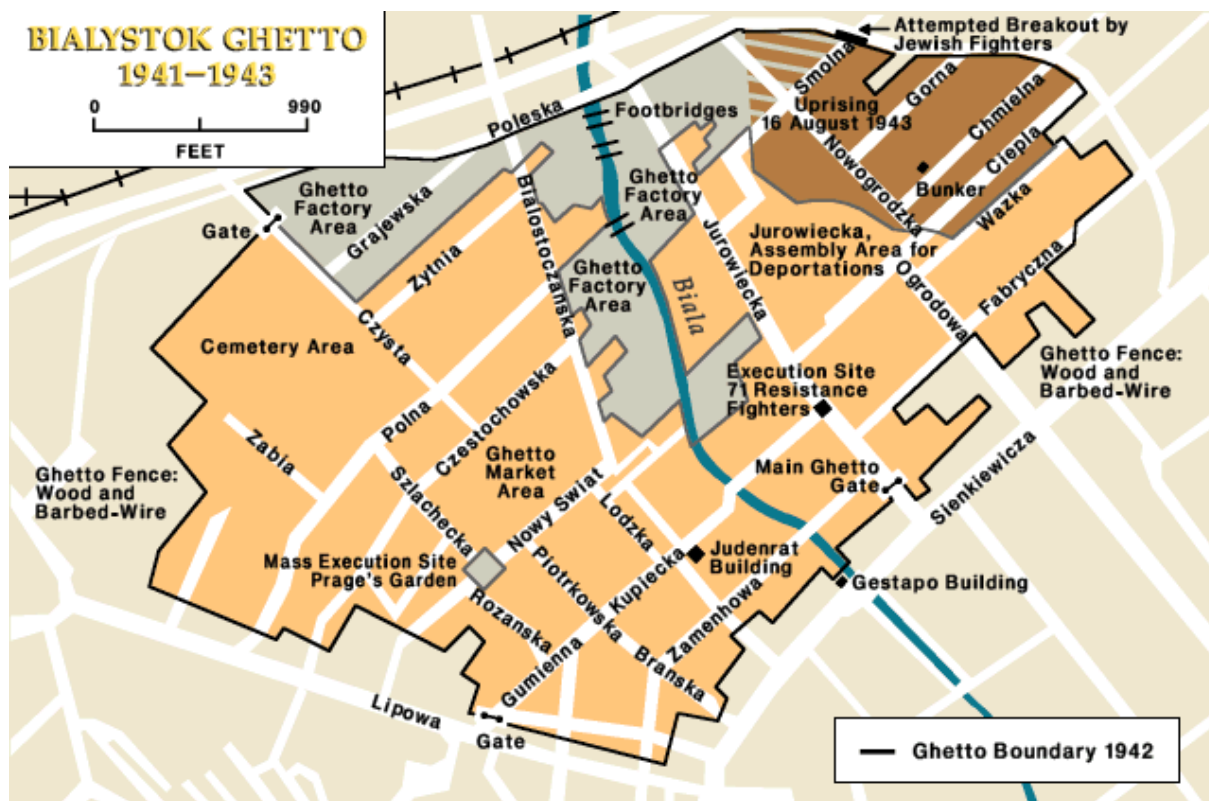 BIALYSTOK GHETTO
1941–1943
0 990
FEET
Attempted Breakout by
Jewish Fighters
Smolna
Gorna
Chmielna
Ciepla
Wazka
Uprising
16 August 1943
Nowogrodzka
Bunker
Footbridges
Poleska
Ghetto
Factory
Area
Grajewska
Gate
Zytnia
Bialostoczańska
Ghetto
Factory
Area
Ghetto
Factory
Area
Jurowiecka
Jurowiecka,
Assembly Area for
Deportations
Ogrodowa
Fabryczna
Biala
Czysta
Cemetery Area
Polna
Zabia
Czestochowska
Szlachecka
Ghetto
Market
Area
Execution Site
71 Resistance
Fighters
Ghetto Fence:
Wood and
Barbed-Wire
Ghetto Fence:
Wood and
Barbed-Wire
Main Ghetto
Gate
Sienkiewicza
Nowy Swiat
Lodzka
Mass Execution Site
Prage's Garden
Piotrkowska
Kupiecka
Judenrat
Building
Gestapo Building
Rozanska
Zamenhowa
Gumienna
Branska
Lipowa
Gate
Ghetto Boundary 1942